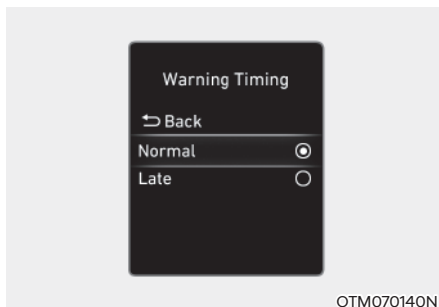 Warning Timing
⮌ Back
Normal
Late
OTM070140N